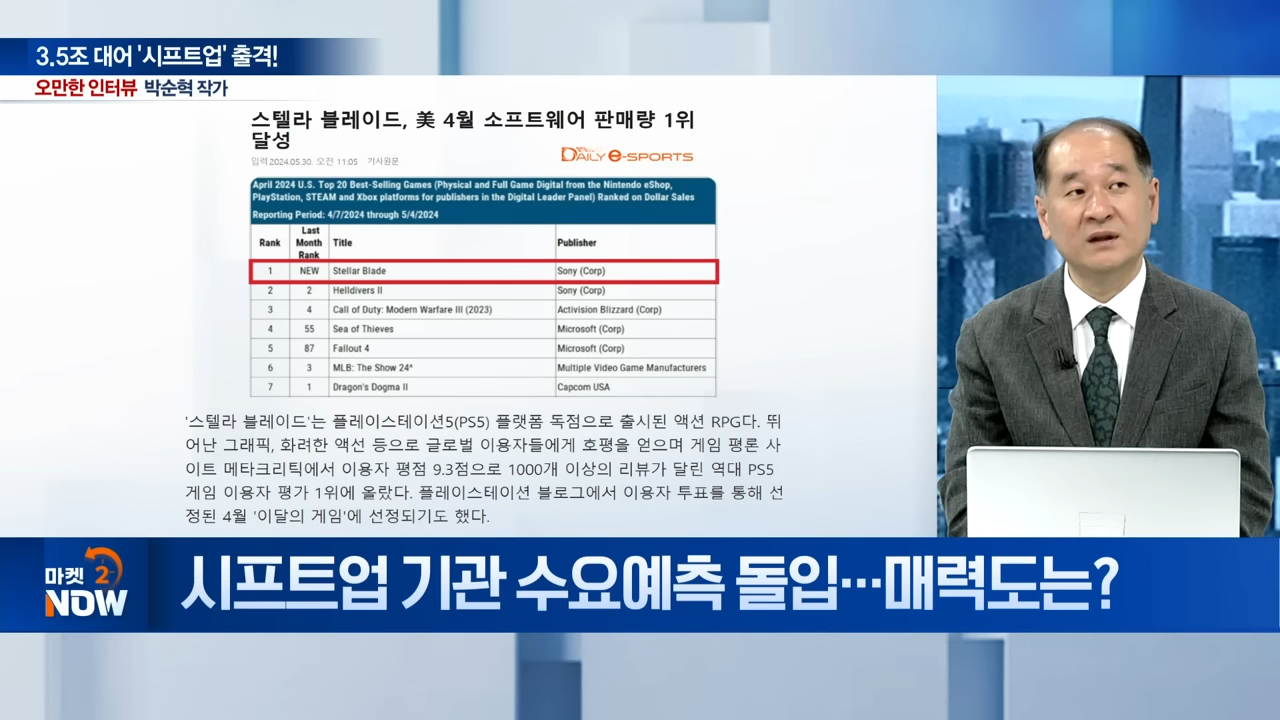 3.5조 대어 '시프트업' 출격!
오만한 인터뷰 박순혁 작가
스텔라 블레이드, 美 4월 소프트웨어 판매량 1위
달성
입력 2024.05.30. 오전 11:05 기사원문
DAILY e-SPORTS
April 2024 U.S. Top 20 Best-Selling Games (Physical and Full Game Digital from the Nintendo eShop,
PlayStation, STEAM and Xbox platforms for publishers in the Digital Leader Panel) Ranked on Dollar Sales
Reporting Period: 4/7/2024 through 5/4/2024
Rank Last Month Rank Title Publisher
1 NEW Stellar Blade Sony (Corp)
2 2 Helldivers II Sony (Corp)
3 4 Call of Duty: Modern Warfare III (2023) Activision Blizzard (Corp)
4 55 Sea of Thieves Microsoft (Corp)
5 87 Fallout 4 Microsoft (Corp)
6 3 MLB: The Show 24^ Multiple Video Game Manufacturers
7 1 Dragon's Dogma II Capcom USA
'스텔라 블레이드'는 플레이스테이션5(PS5) 플랫폼 독점으로 출시된 액션 RPG다. 뛰
어난 그래픽, 화려한 액션 등으로 글로벌 이용자들에게 호평을 얻으며 게임 평론 사
이트 메타크리틱에서 이용자 평점 9.3점으로 1000개 이상의 리뷰가 달린 역대 PS5
게임 이용자 평가 1위에 올랐다. 플레이스테이션 블로그에서 이용자 투표를 통해 선
정된 4월 '이달의 게임'에 선정되기도 했다.
마켓 2
NOW
시프트업 기관 수요예측 돌입…매력도는?